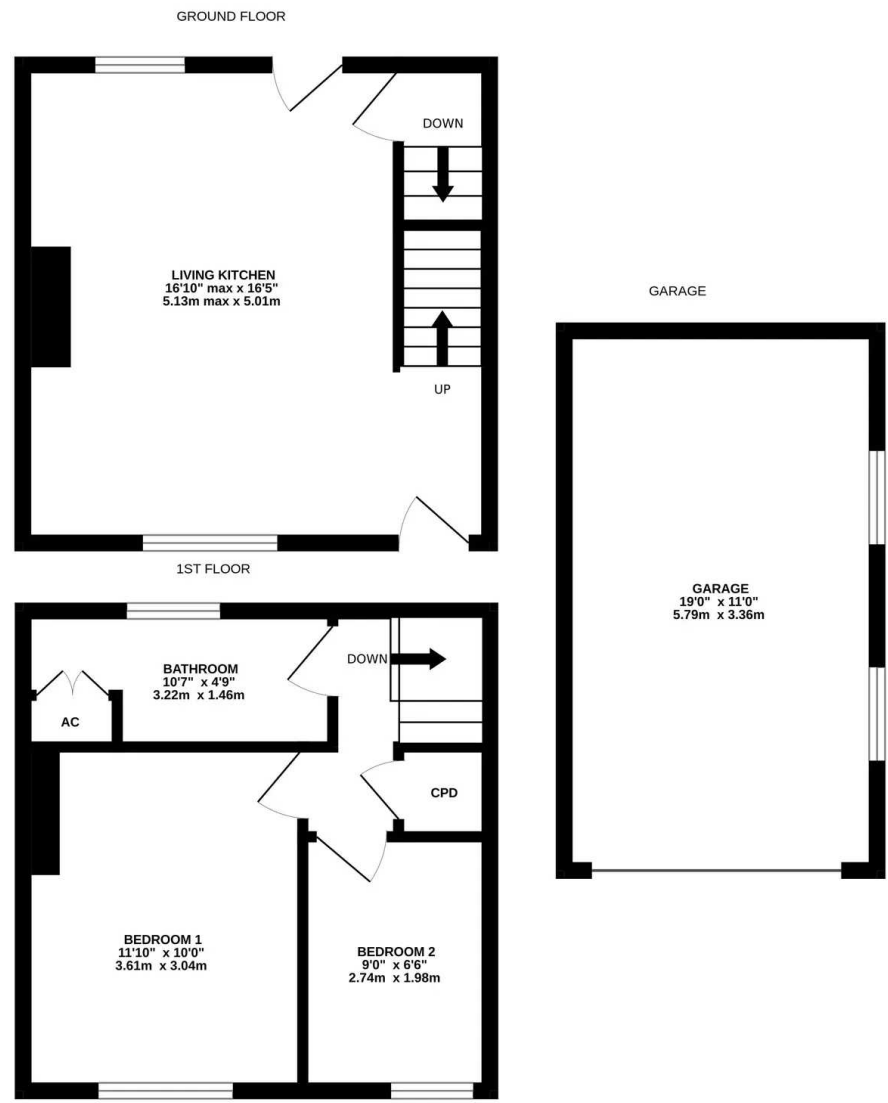 GROUND FLOOR
DOWN
LIVING KITCHEN
16'10" max x 16'5"
5.13m max x 5.01m
UP
GARAGE
GARAGE
19'0" x 11'0"
5.79m x 3.36m
1ST FLOOR
BATHROOM
10'7" x 4'9"
3.22m x 1.46m
DOWN
AC
CPD
BEDROOM 1
11'10" x 10'0"
3.61m x 3.04m
BEDROOM 2
9'0" x 6'6"
2.74m x 1.98m